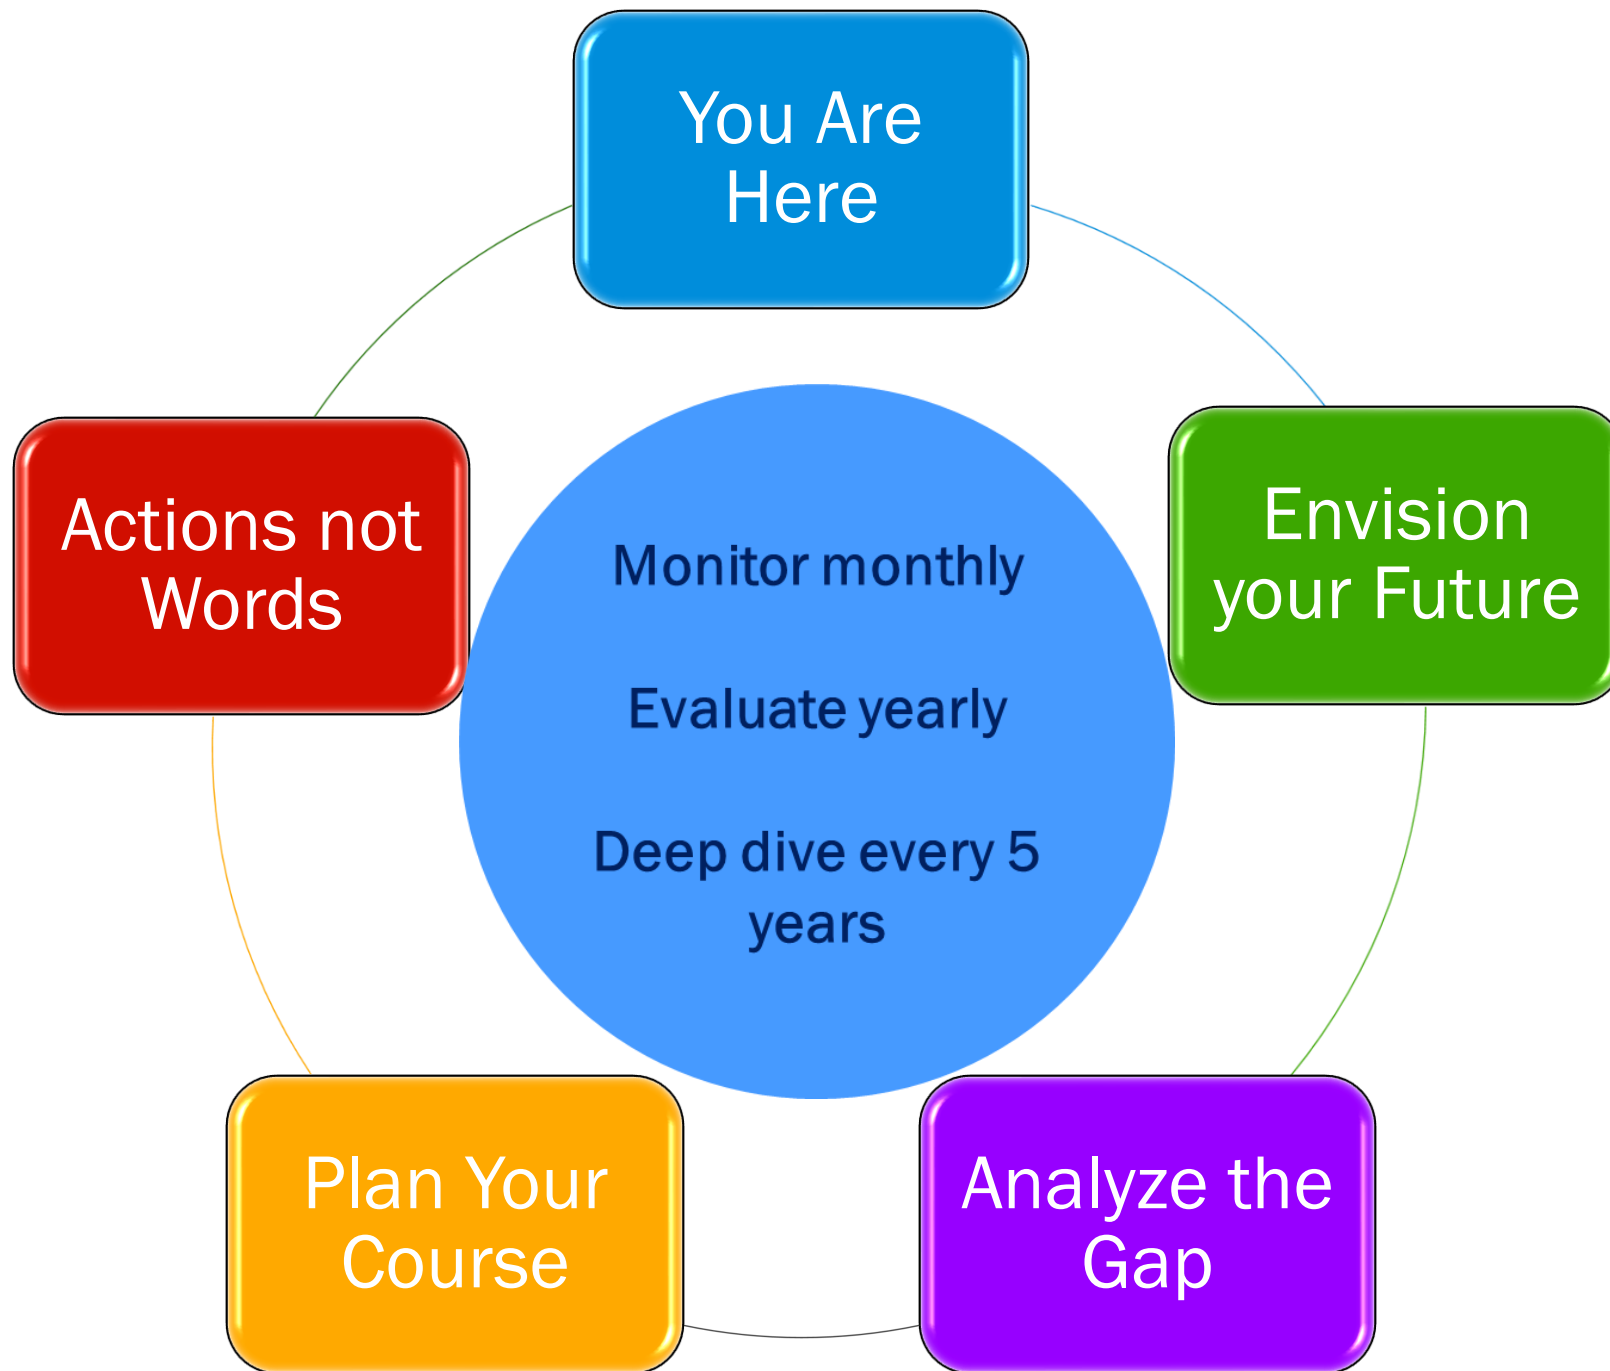 You Are
Here
Envision
your Future
Analyze the
Gap
Plan Your
Course
Actions not
Words
Monitor monthly
Evaluate yearly
Deep dive every 5
years